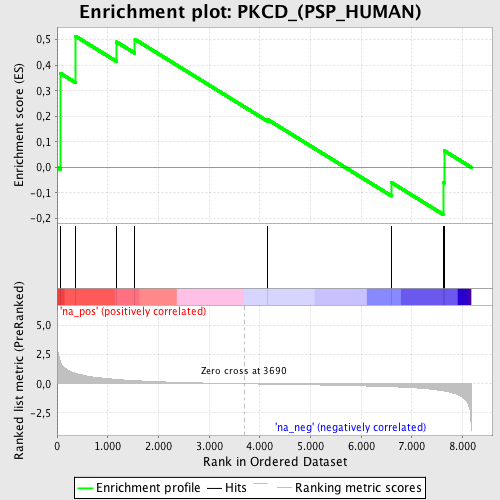 Enrichment plot: PKCD_(PSP_HUMAN)
Enrichment score (ES)
0,5
0,4
0,3
0,2
0,1
0,0
-0,1
-0,2
'na_pos' (positively correlated)
Ranked list metric (PreRanked)
5,0
2,5
0,0
-2,5
Zero cross at 3690
'na_neg' (negatively correlated)
0 1.000 2.000 3.000 4.000 5.000 6.000 7.000 8.000
Rank in Ordered Dataset
Enrichment profile Hits Ranking metric scores